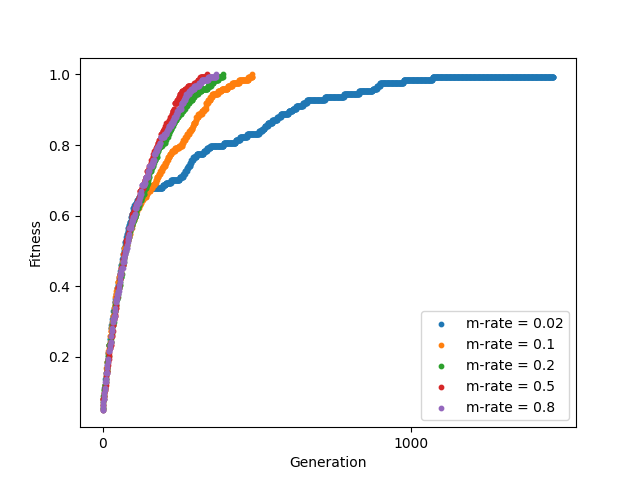 1.0
0.8
0.6
0.4
0.2
Fitness
0
1000
Generation
m-rate = 0.02
m-rate = 0.1
m-rate = 0.2
m-rate = 0.5
m-rate = 0.8